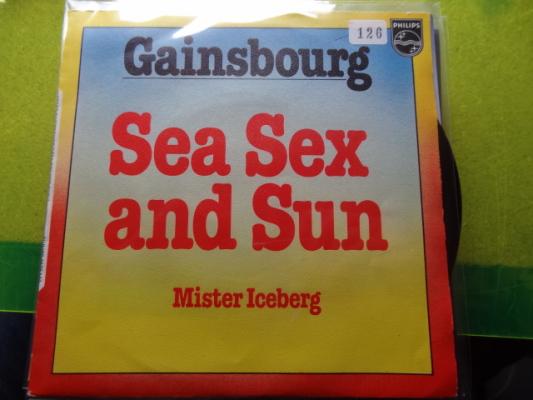 126
PHILIPS
Gainsbourg
Sea Sex
and Sun
Mister Iceberg